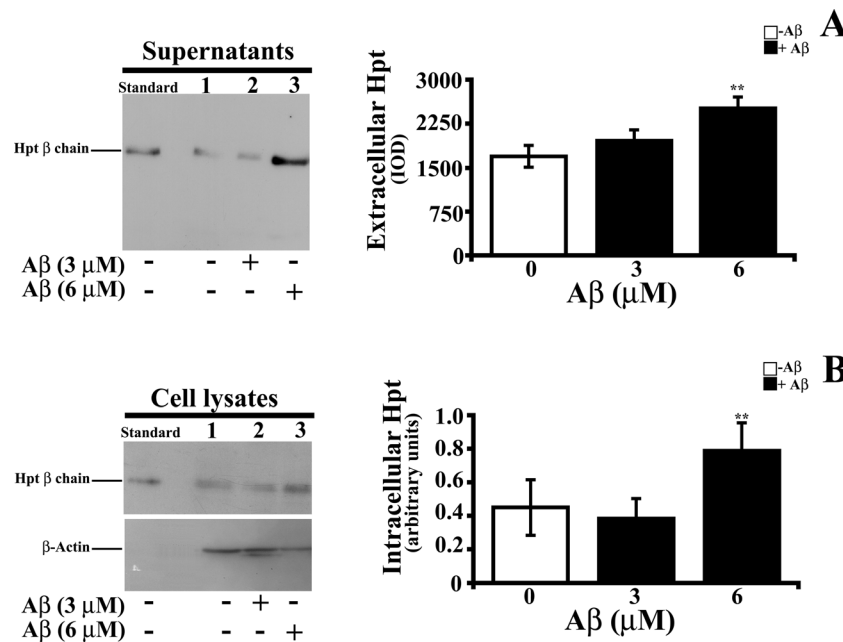 A
Supernatants
Standard 1 2 3
Hpt β chain
Aβ (3 μM) - - + -
Aβ (6 μM) - - - +
-Aβ
+ Aβ
Extracellular Hpt
(IOD)
3000
2250
1500
750
0
**
0 3 6
Aβ (μM)
B
Cell lysates
Standard 1 2 3
Hpt β chain
β-Actin
Aβ (3 μM) - - + -
Aβ (6 μM) - - - +
-Aβ
+ Aβ
Intracellular Hpt
(arbitrary units)
1.0
0.8
0.6
0.4
0.2
0
**
0 3 6
Aβ (μM)